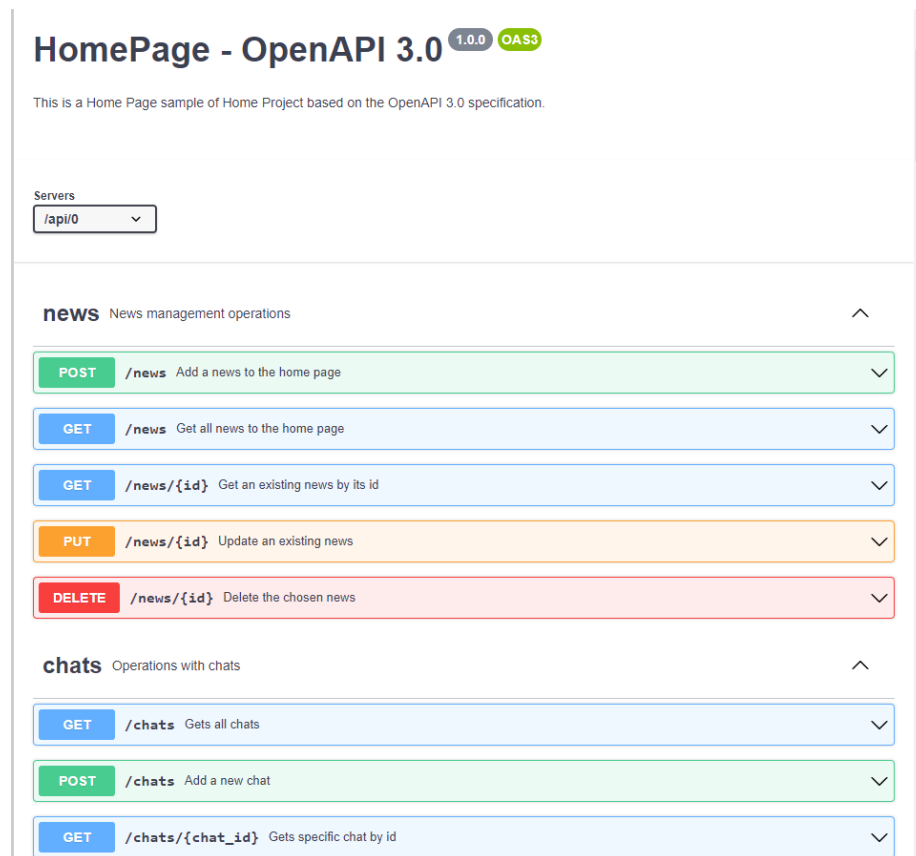 HomePage - OpenAPI 3.0 1.0.0 OAS3
This is a Home Page sample of Home Project based on the OpenAPI 3.0 specification.
Servers
/api/0
news News management operations
POST /news Add a news to the home page
GET /news Get all news to the home page
GET /news/{id} Get an existing news by its id
PUT /news/{id} Update an existing news
DELETE /news/{id} Delete the chosen news
chats Operations with chats
GET /chats Gets all chats
POST /chats Add a new chat
GET /chats/{chat_id} Gets specific chat by id